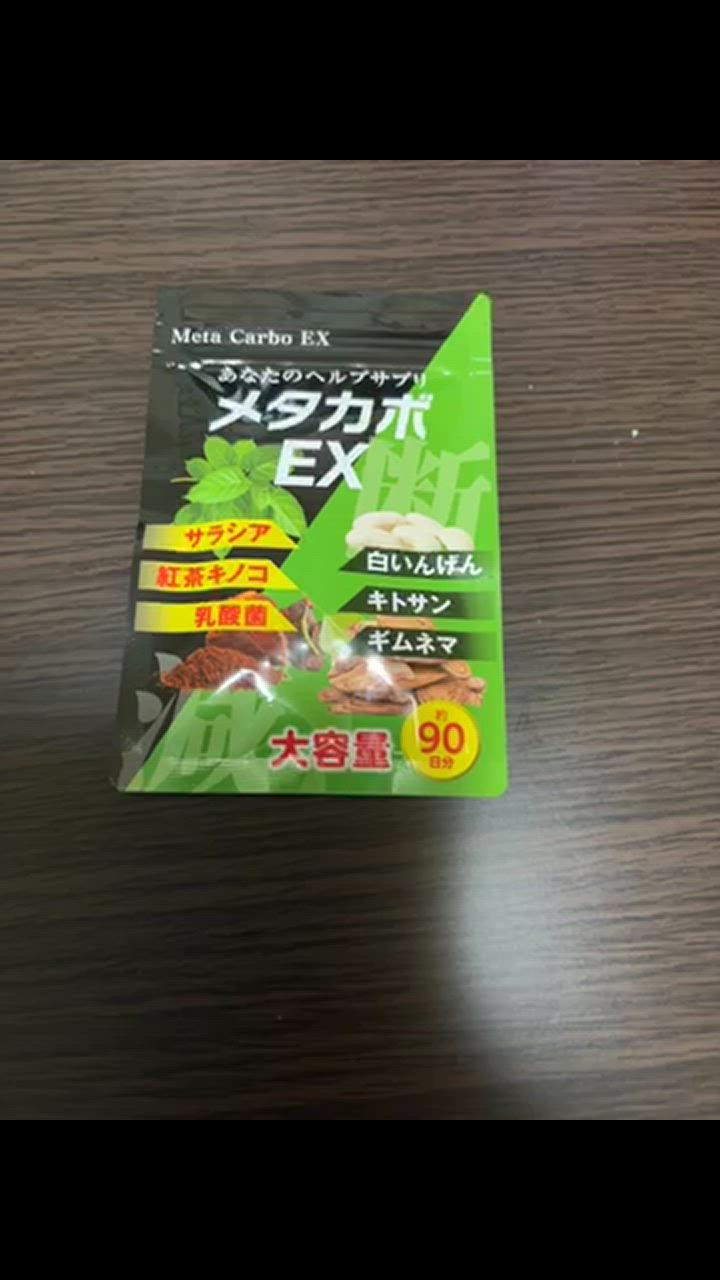 Meta Carbo EX
あなたのヘルプサプリ
メタカボ
EX
断
サラシア
紅茶キノコ
乳酸菌
白いんげん
キトサン
ギムネマ
減
大容量
約
90
日分